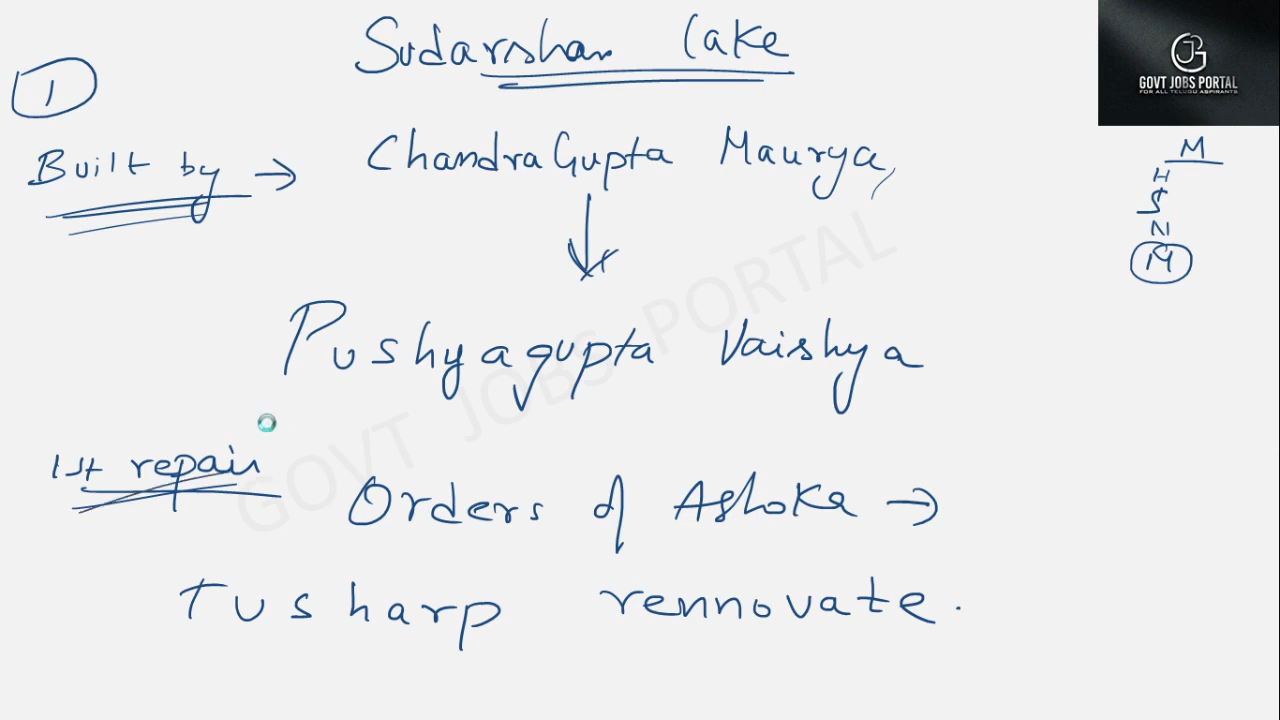 Sudarshan Lake
1
JG
GOVT JOBS PORTAL
FOR ALL TELUGU ASPIRANTS
Built by → ChandraGupta Maurya,
M
H
S
N
M
Pushyagupta Vaishya
GOVT JOBS PORTAL
1st repair
Orders of Ashoka →
Tusharp rennovate.